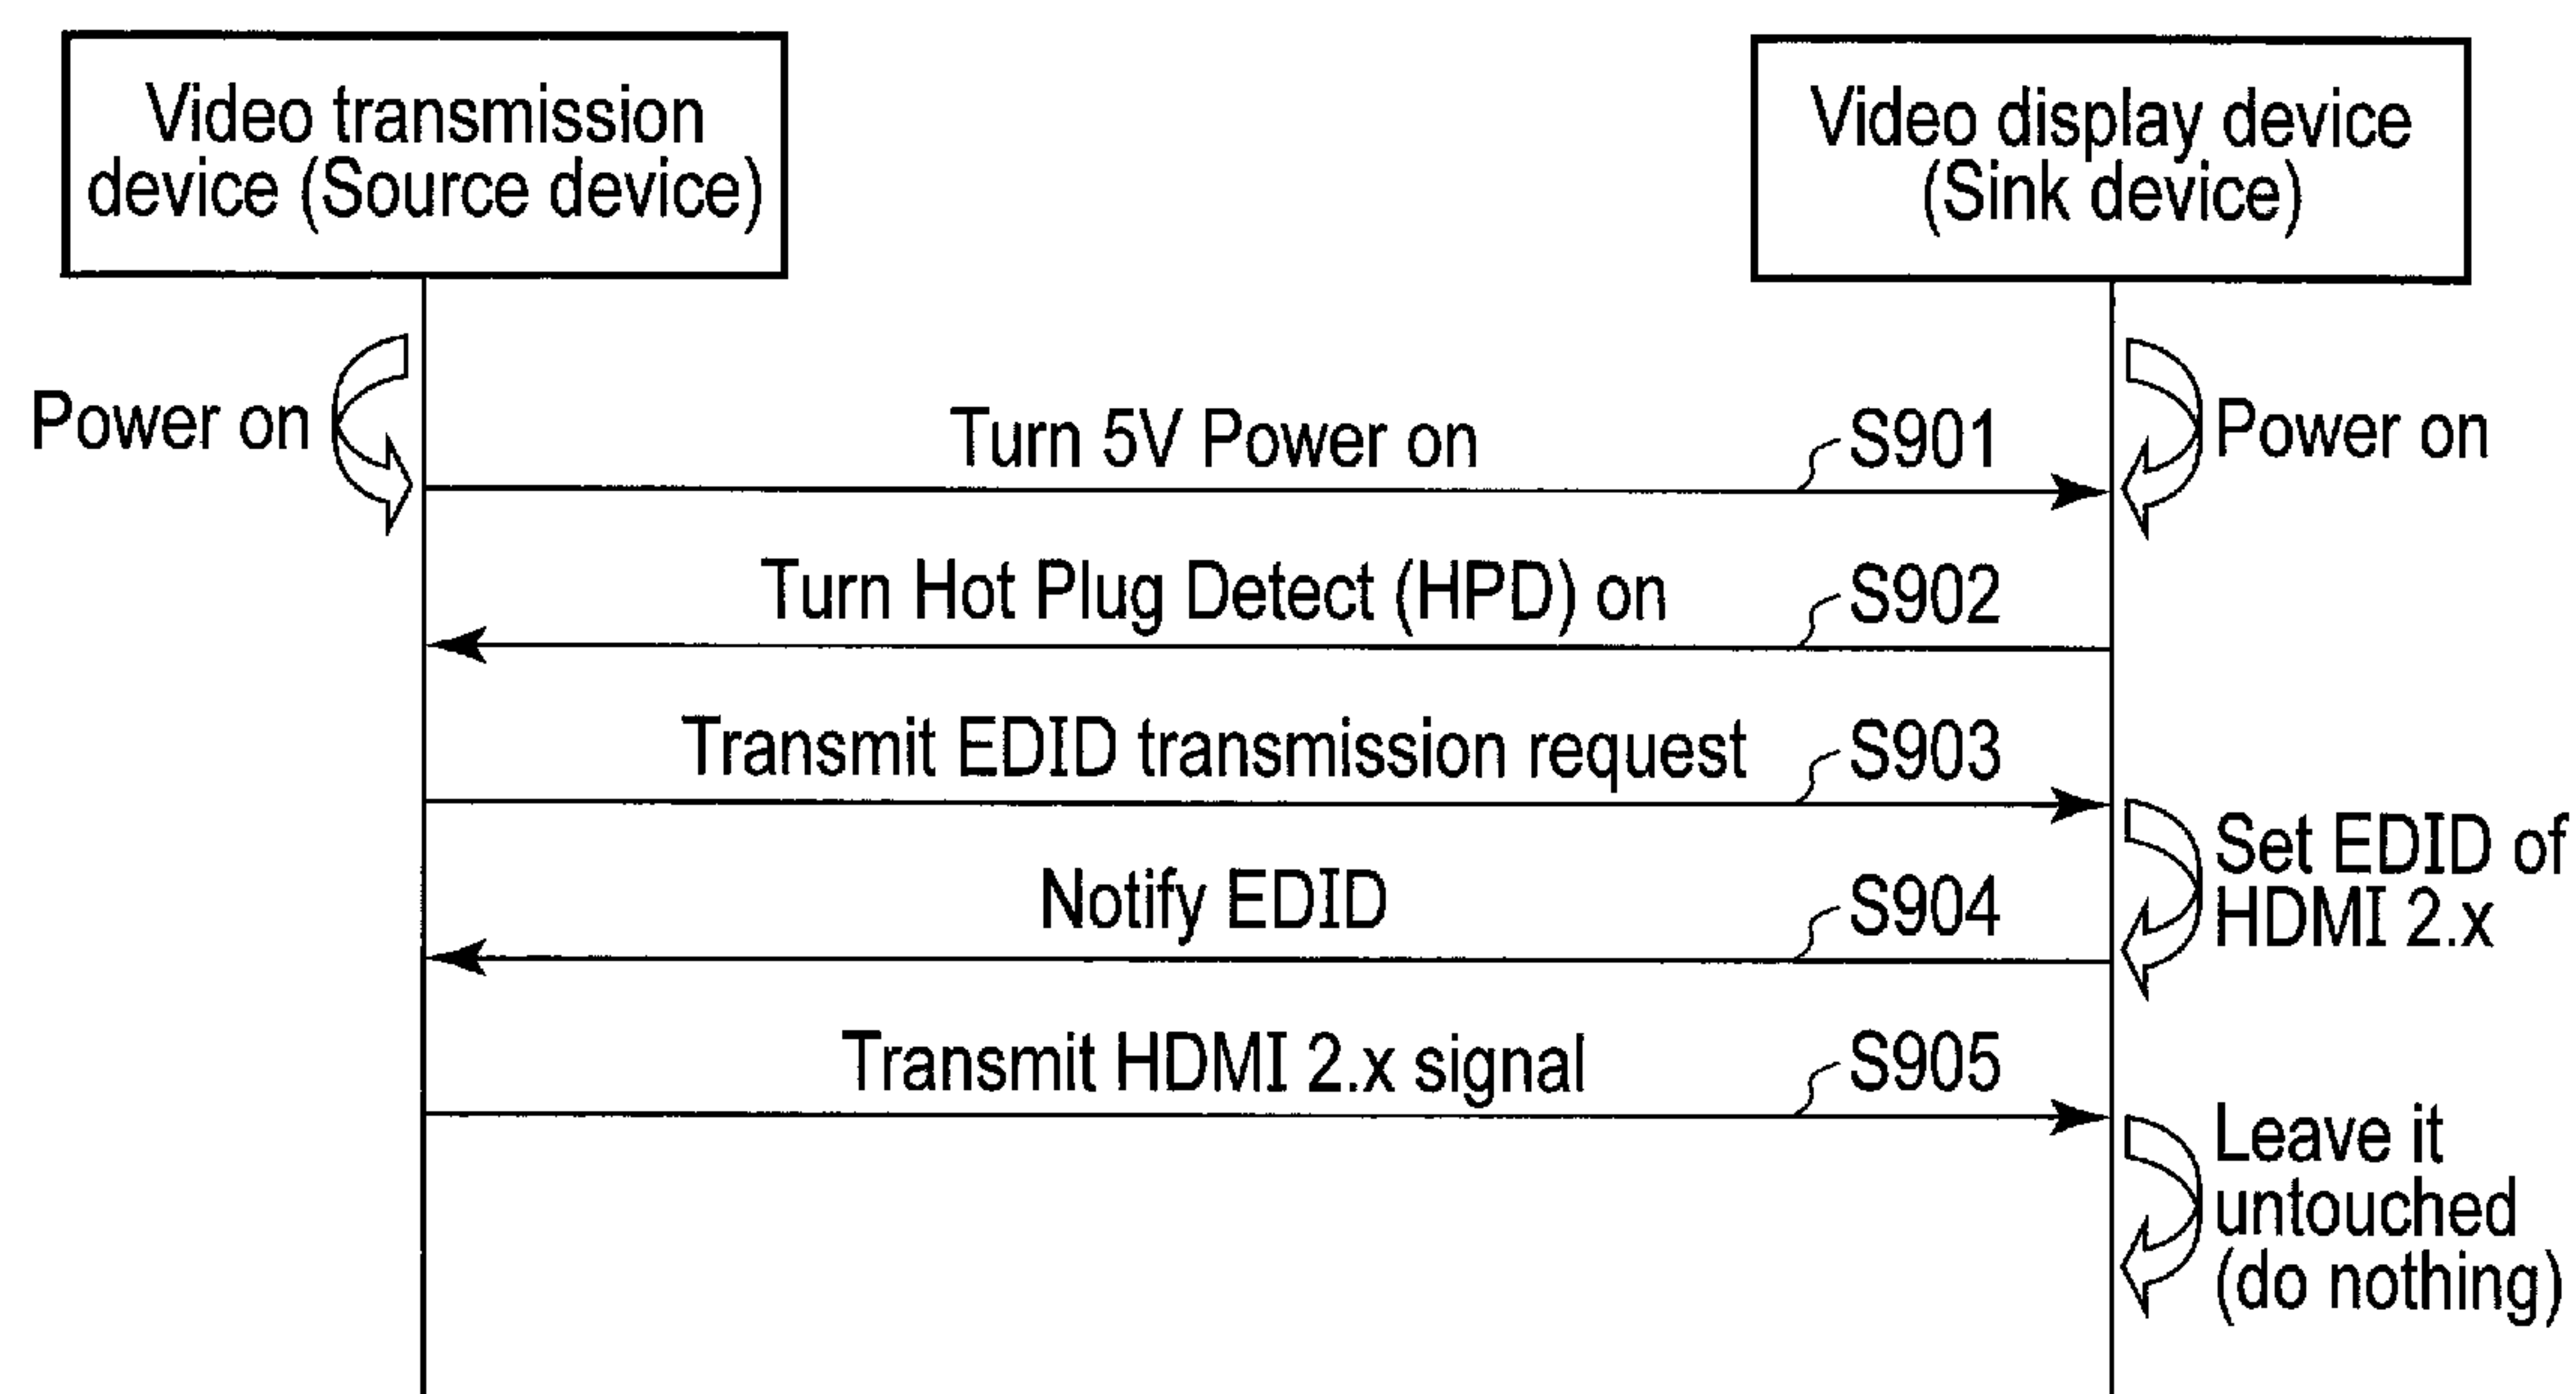 Video transmission
device (Source device)
Video display device
(Sink device)
Power on
Turn 5V Power on
S901
Power on
Turn Hot Plug Detect (HPD) on
S902
Transmit EDID transmission request
S903
Set EDID of
HDMI 2.x
Notify EDID
S904
Transmit HDMI 2.x signal
S905
Leave it
untouched
(do nothing)